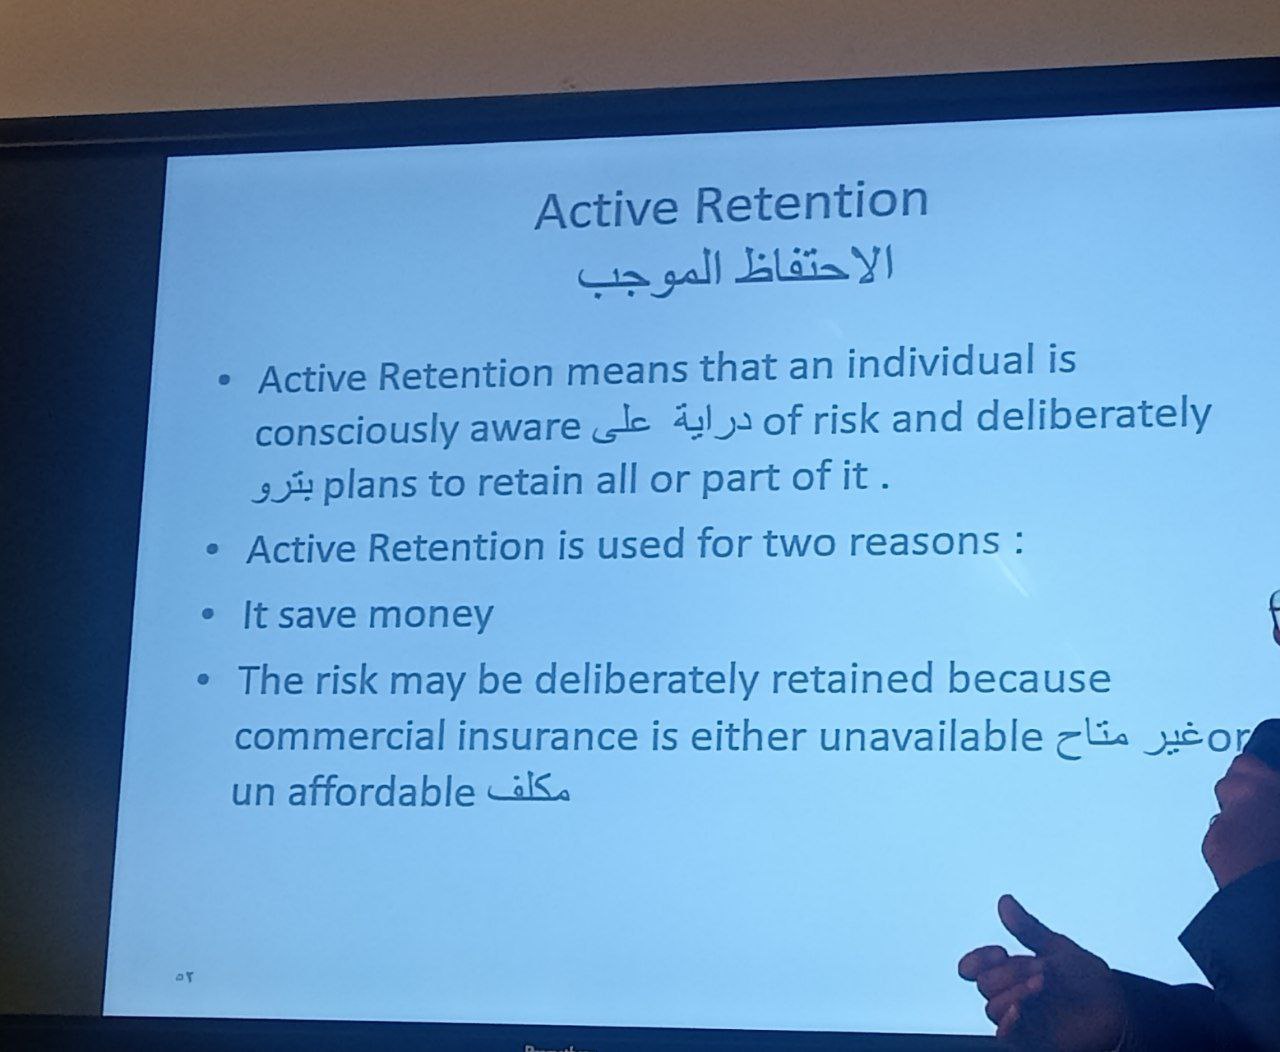 Active Retention
الاحتفاظ الموجب
• Active Retention means that an individual is
consciously aware دراية على of risk and deliberately
بتروِ plans to retain all or part of it .
• Active Retention is used for two reasons :
• It save money
• The risk may be deliberately retained because
commercial insurance is either unavailable غير متاح or
un affordable مكلف
٥٢